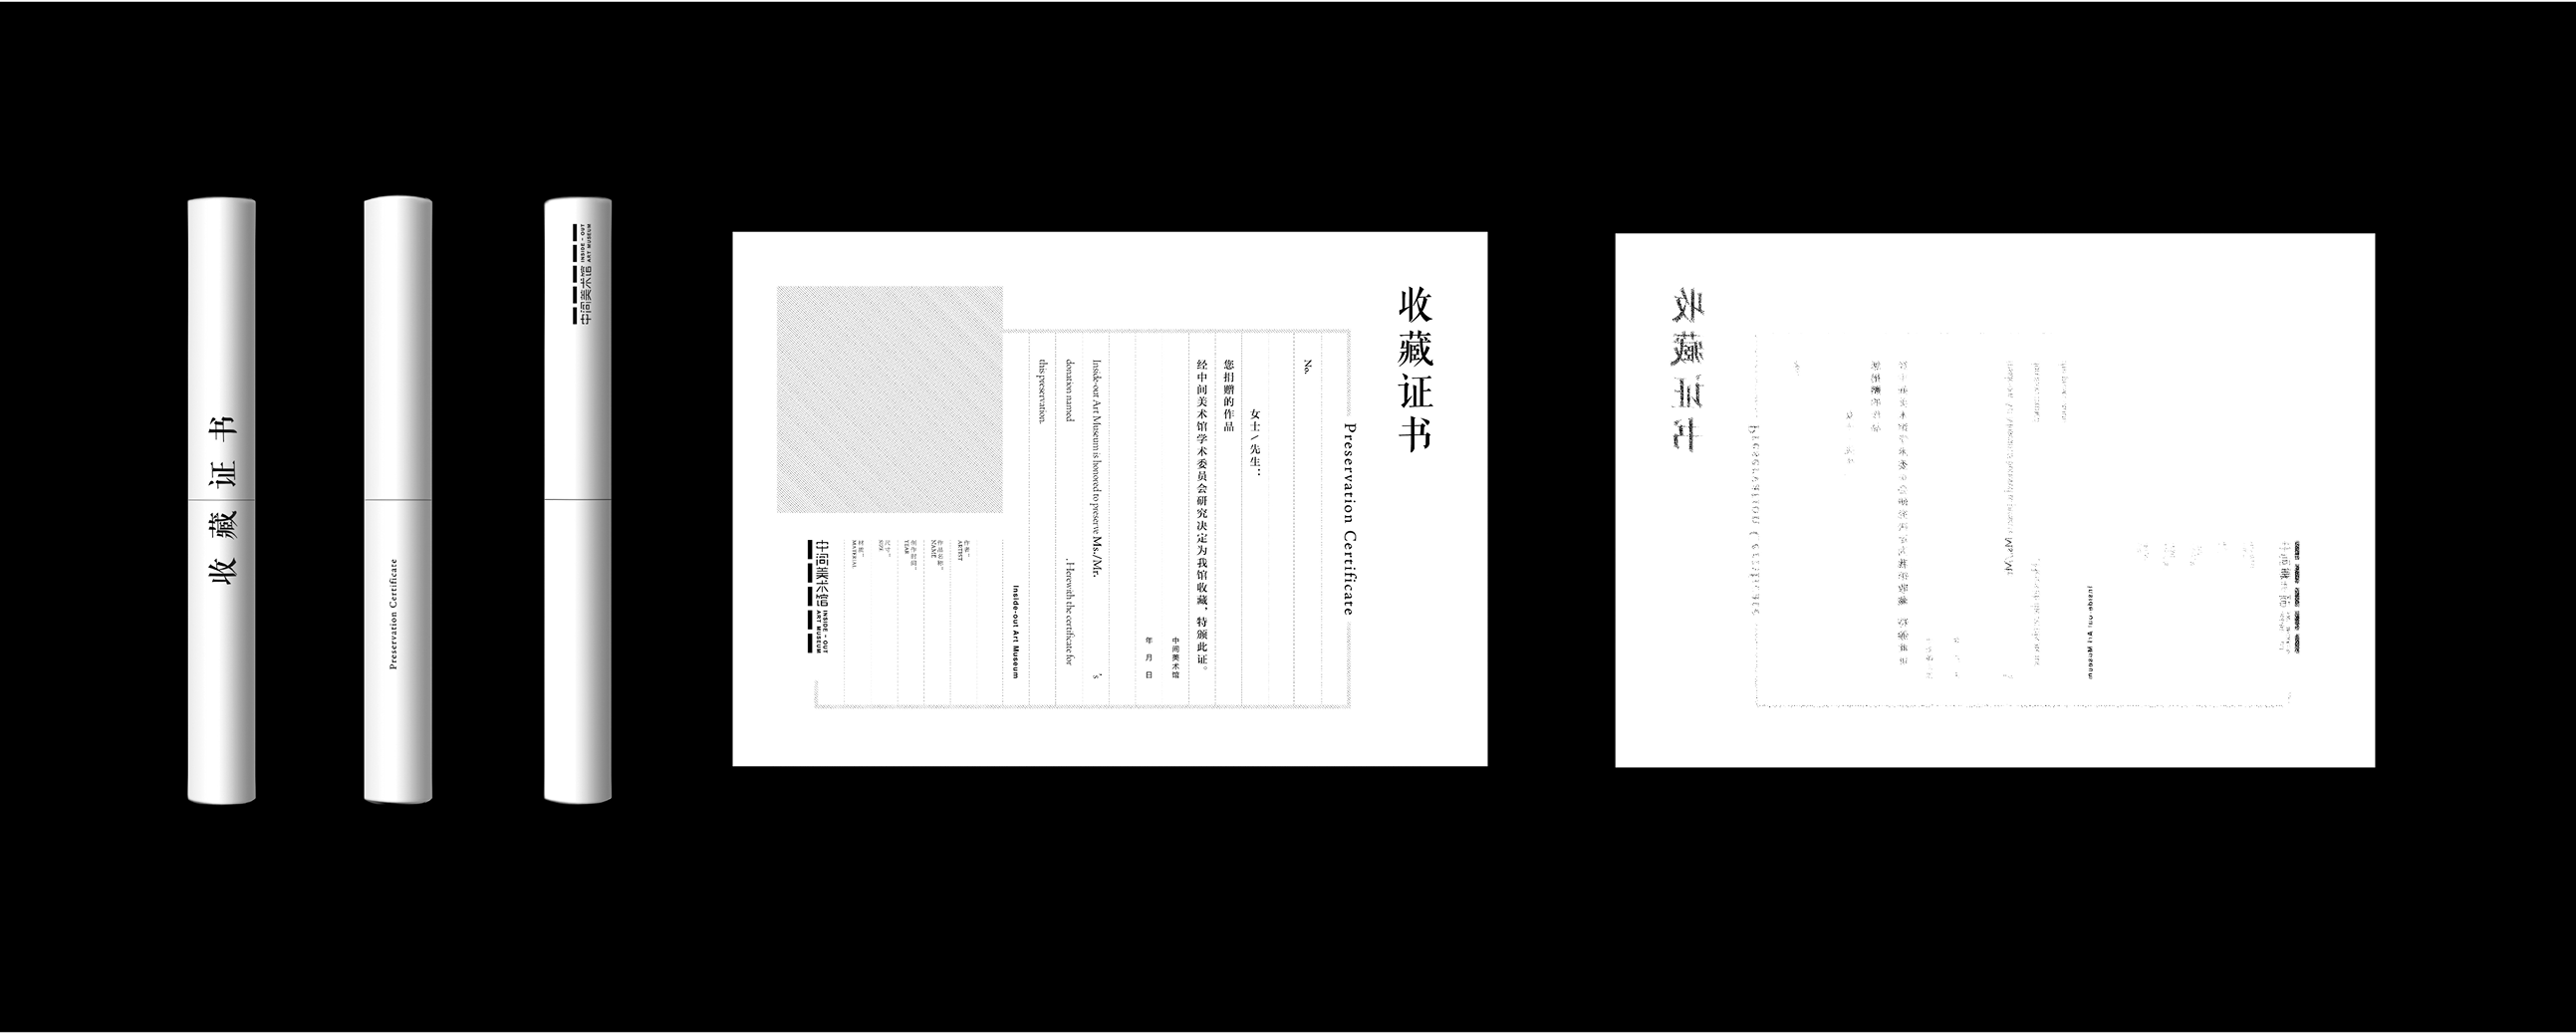 收藏证书
Preservation Certificate
中间美术馆
INSIDE-OUT
ART MUSEUM
收藏证书
Preservation Certificate
No.
女士／先生：
您捐赠的作品
经中间美术馆学术委员会研究决定为我馆收藏，特颁此证。
中间美术馆
年 月 日
Inside-out Art Museum is honored to preserve Ms./Mr. 's
donation named . Herewith the certificate for
this preservation.
Inside-out Art Museum
ARTIST
作品名称：
NAME
创作时间：
YEAR
尺寸：
SIZE
材质：
MATERIAL
中间美术馆
INSIDE-OUT
ART MUSEUM
收藏证书